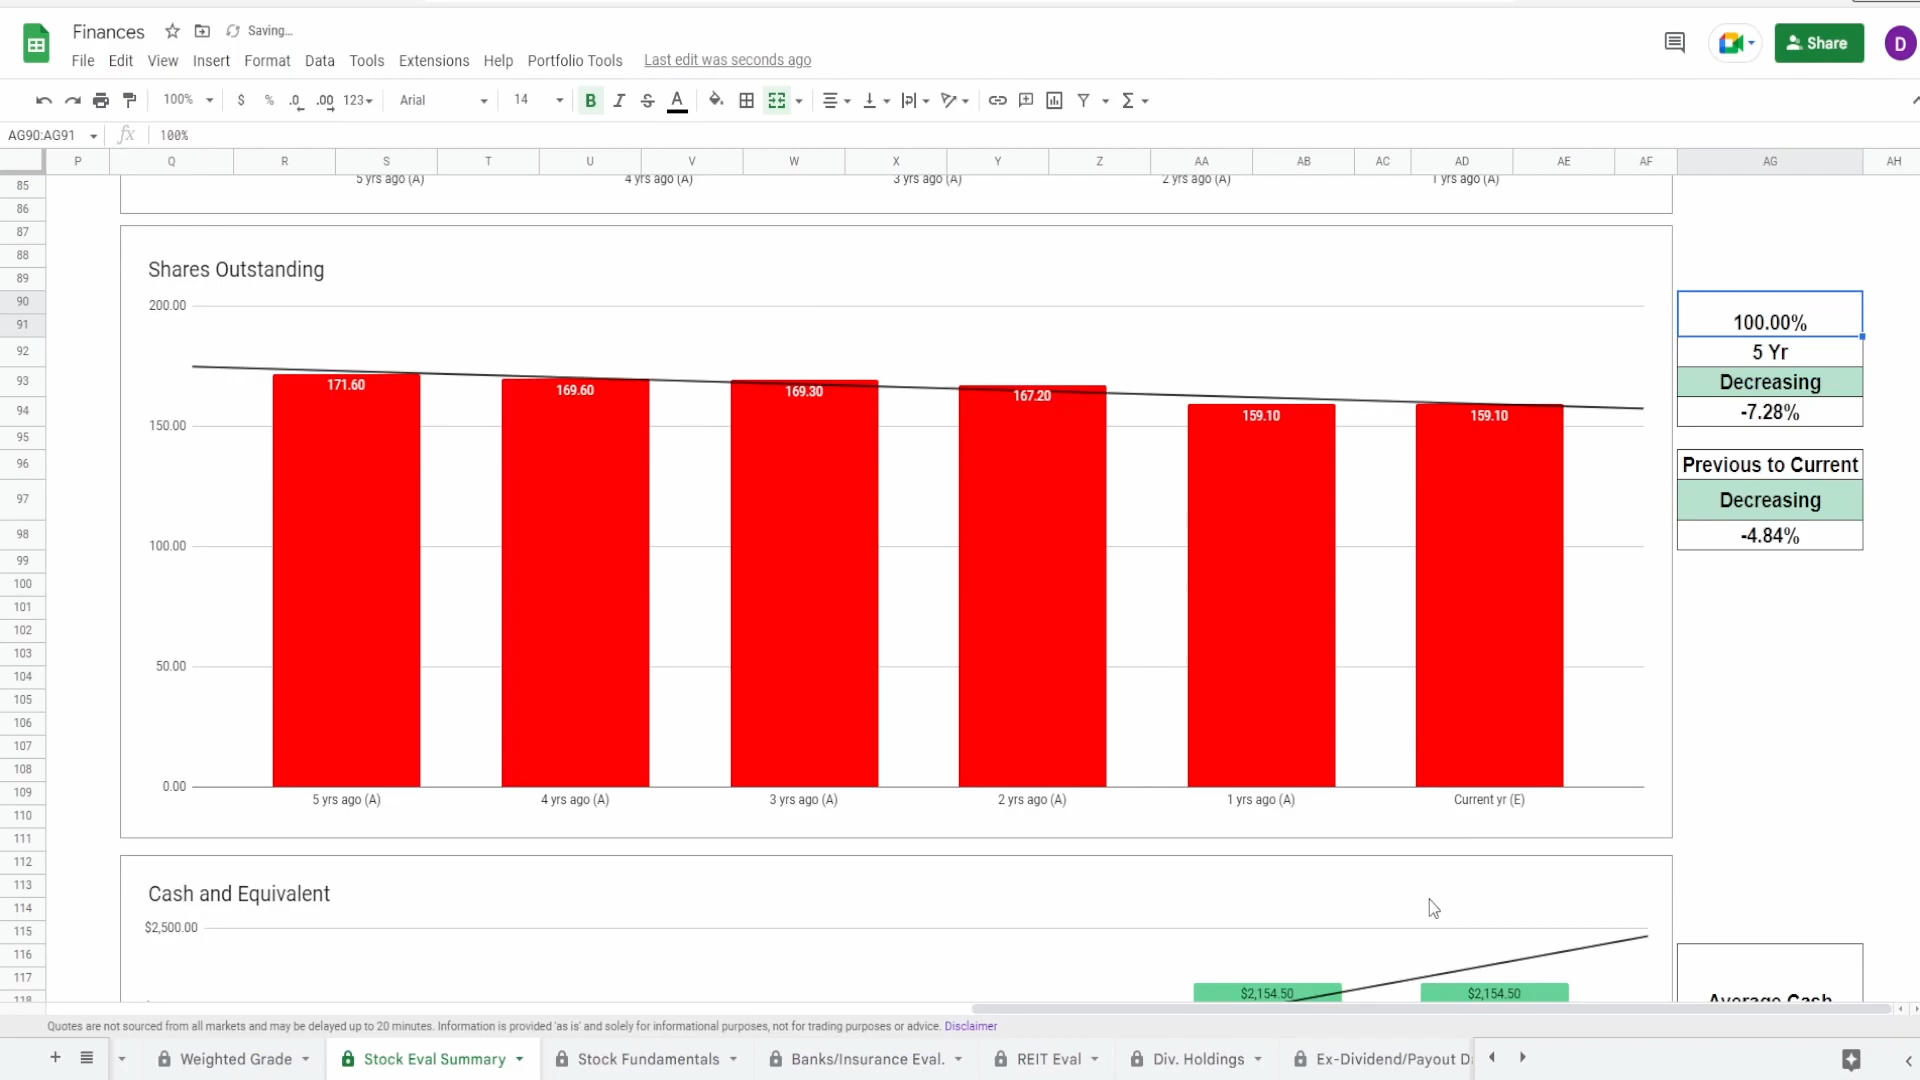 Finances
Saving...
File Edit View Insert Format Data Tools Extensions Help Portfolio Tools Last edit was seconds ago
Share
D
100% $ % .0 .00 123 Arial 14 B I S A
AG90:AG91 fx 100%
P Q R S T U V W X Y Z AA AB AC AD AE AF AG AH
85
86
87
88
89
90
91
92
93
94
95
96
97
98
99
100
101
102
103
104
105
106
107
108
109
110
111
112
113
114
115
116
117
118
5 yrs ago (A) 4 yrs ago (A) 3 yrs ago (A) 2 yrs ago (A) 1 yrs ago (A)
Shares Outstanding
200.00
150.00
100.00
50.00
0.00
171.60 169.60 169.30 167.20 159.10 159.10
5 yrs ago (A) 4 yrs ago (A) 3 yrs ago (A) 2 yrs ago (A) 1 yrs ago (A) Current yr (E)
100.00%
5 Yr
Decreasing
-7.28%
Previous to Current
Decreasing
-4.84%
Cash and Equivalent
$2,500.00
$2,154.50 $2,154.50
Average Cash
Quotes are not sourced from all markets and may be delayed up to 20 minutes. Information is provided 'as is' and solely for informational purposes, not for trading purposes or advice. Disclaimer
Weighted Grade Stock Eval Summary Stock Fundamentals Banks/Insurance Eval. REIT Eval Div. Holdings Ex-Dividend/Payout D